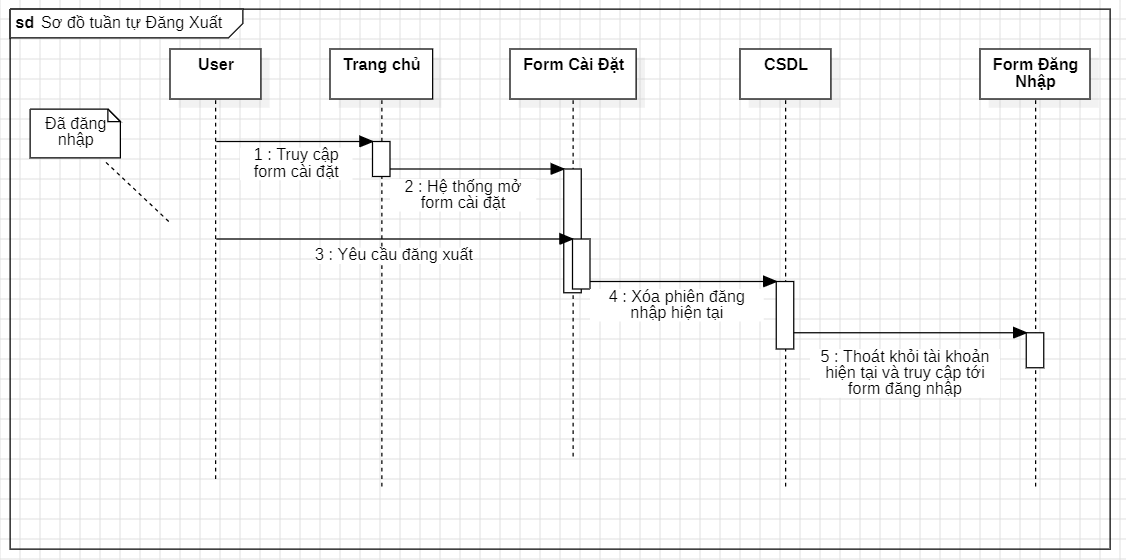 sd Sơ đồ tuần tự Đăng Xuất
User
Trang chủ
Form Cài Đặt
CSDL
Form Đăng
Nhập
Đã đăng
nhập
1 : Truy cập
form cài đặt
2 : Hệ thống mở
form cài đặt
3 : Yêu cầu đăng xuất
4 : Xóa phiên đăng
nhập hiện tại
5 : Thoát khỏi tài khoản
hiện tại và truy cập tới
form đăng nhập